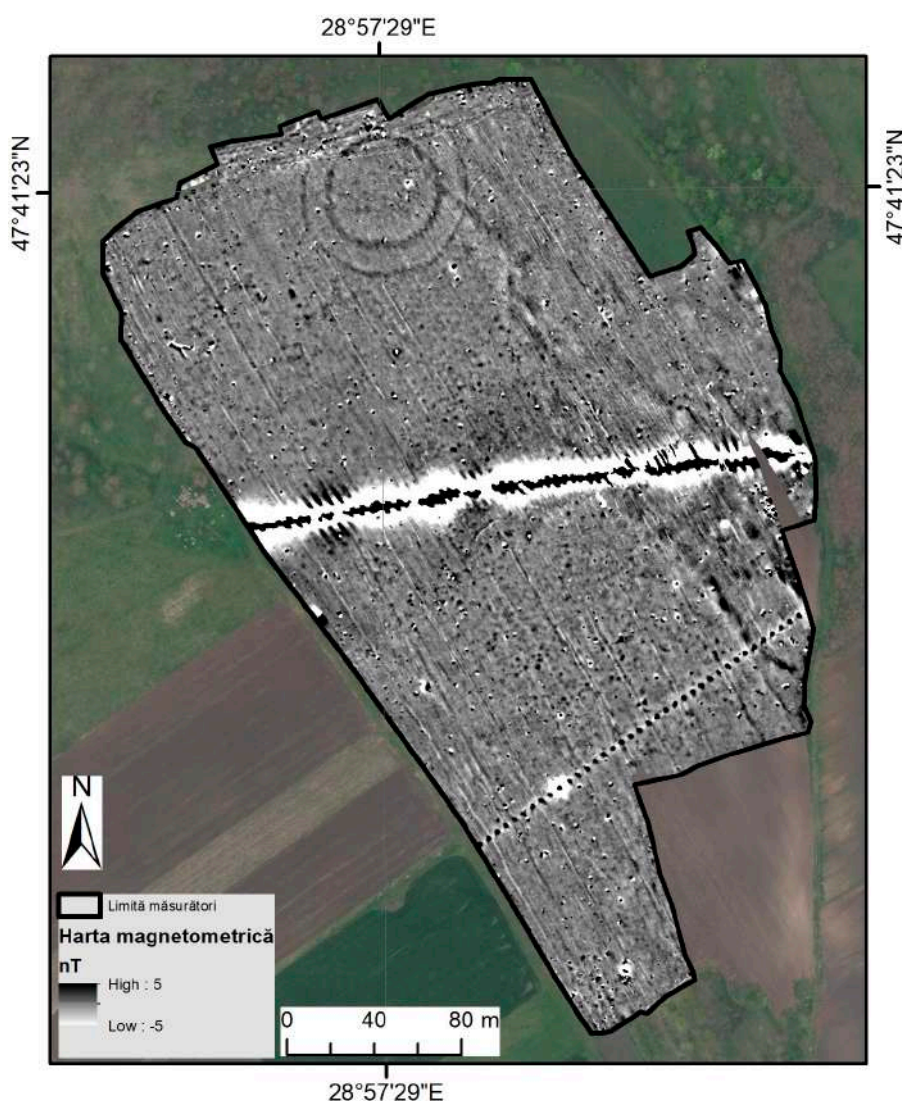 28°57'29"E
47°41'23"N
47°41'23"N
N
Limită măsurători
Harta magnetometrică
nT
High : 5
Low : -5
0 40 80 m
28°57'29"E